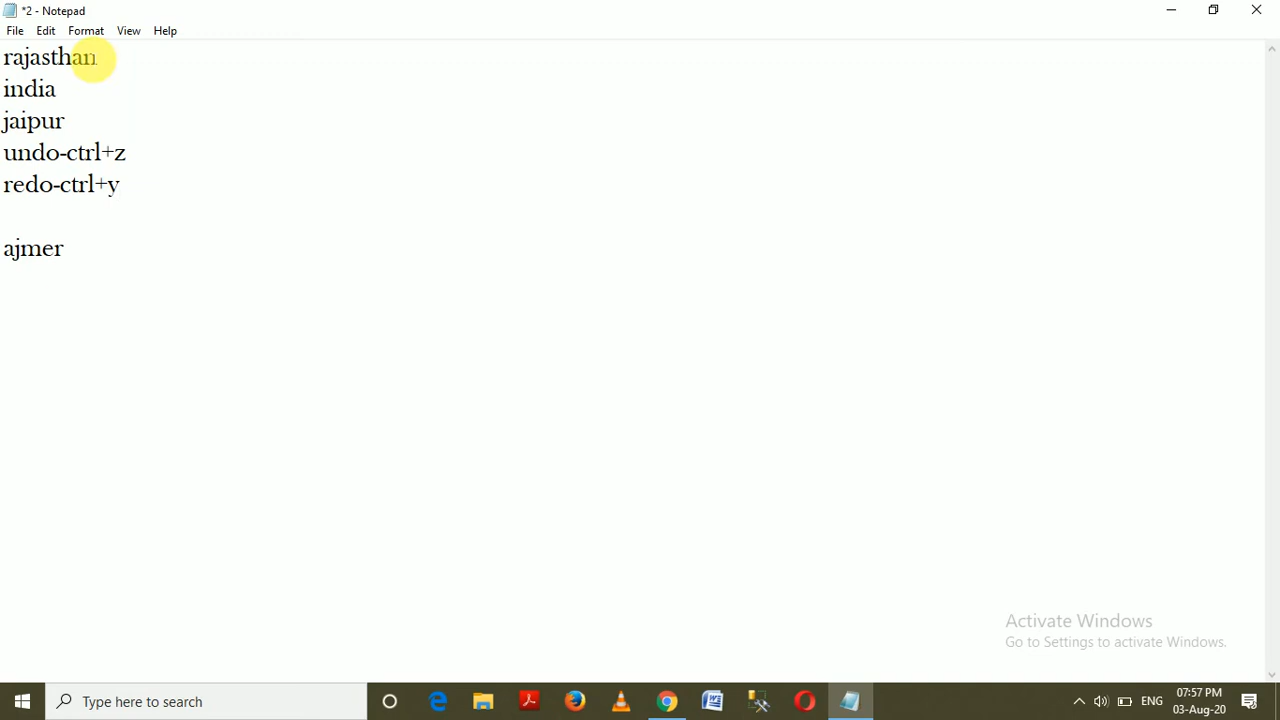 *2 - Notepad
File Edit Format View Help
rajasthan
india
jaipur
undo-ctrl+z
redo-ctrl+y
ajmer
Activate Windows
Go to Settings to activate Windows.
Type here to search
ENG
07:57 PM
03-Aug-20